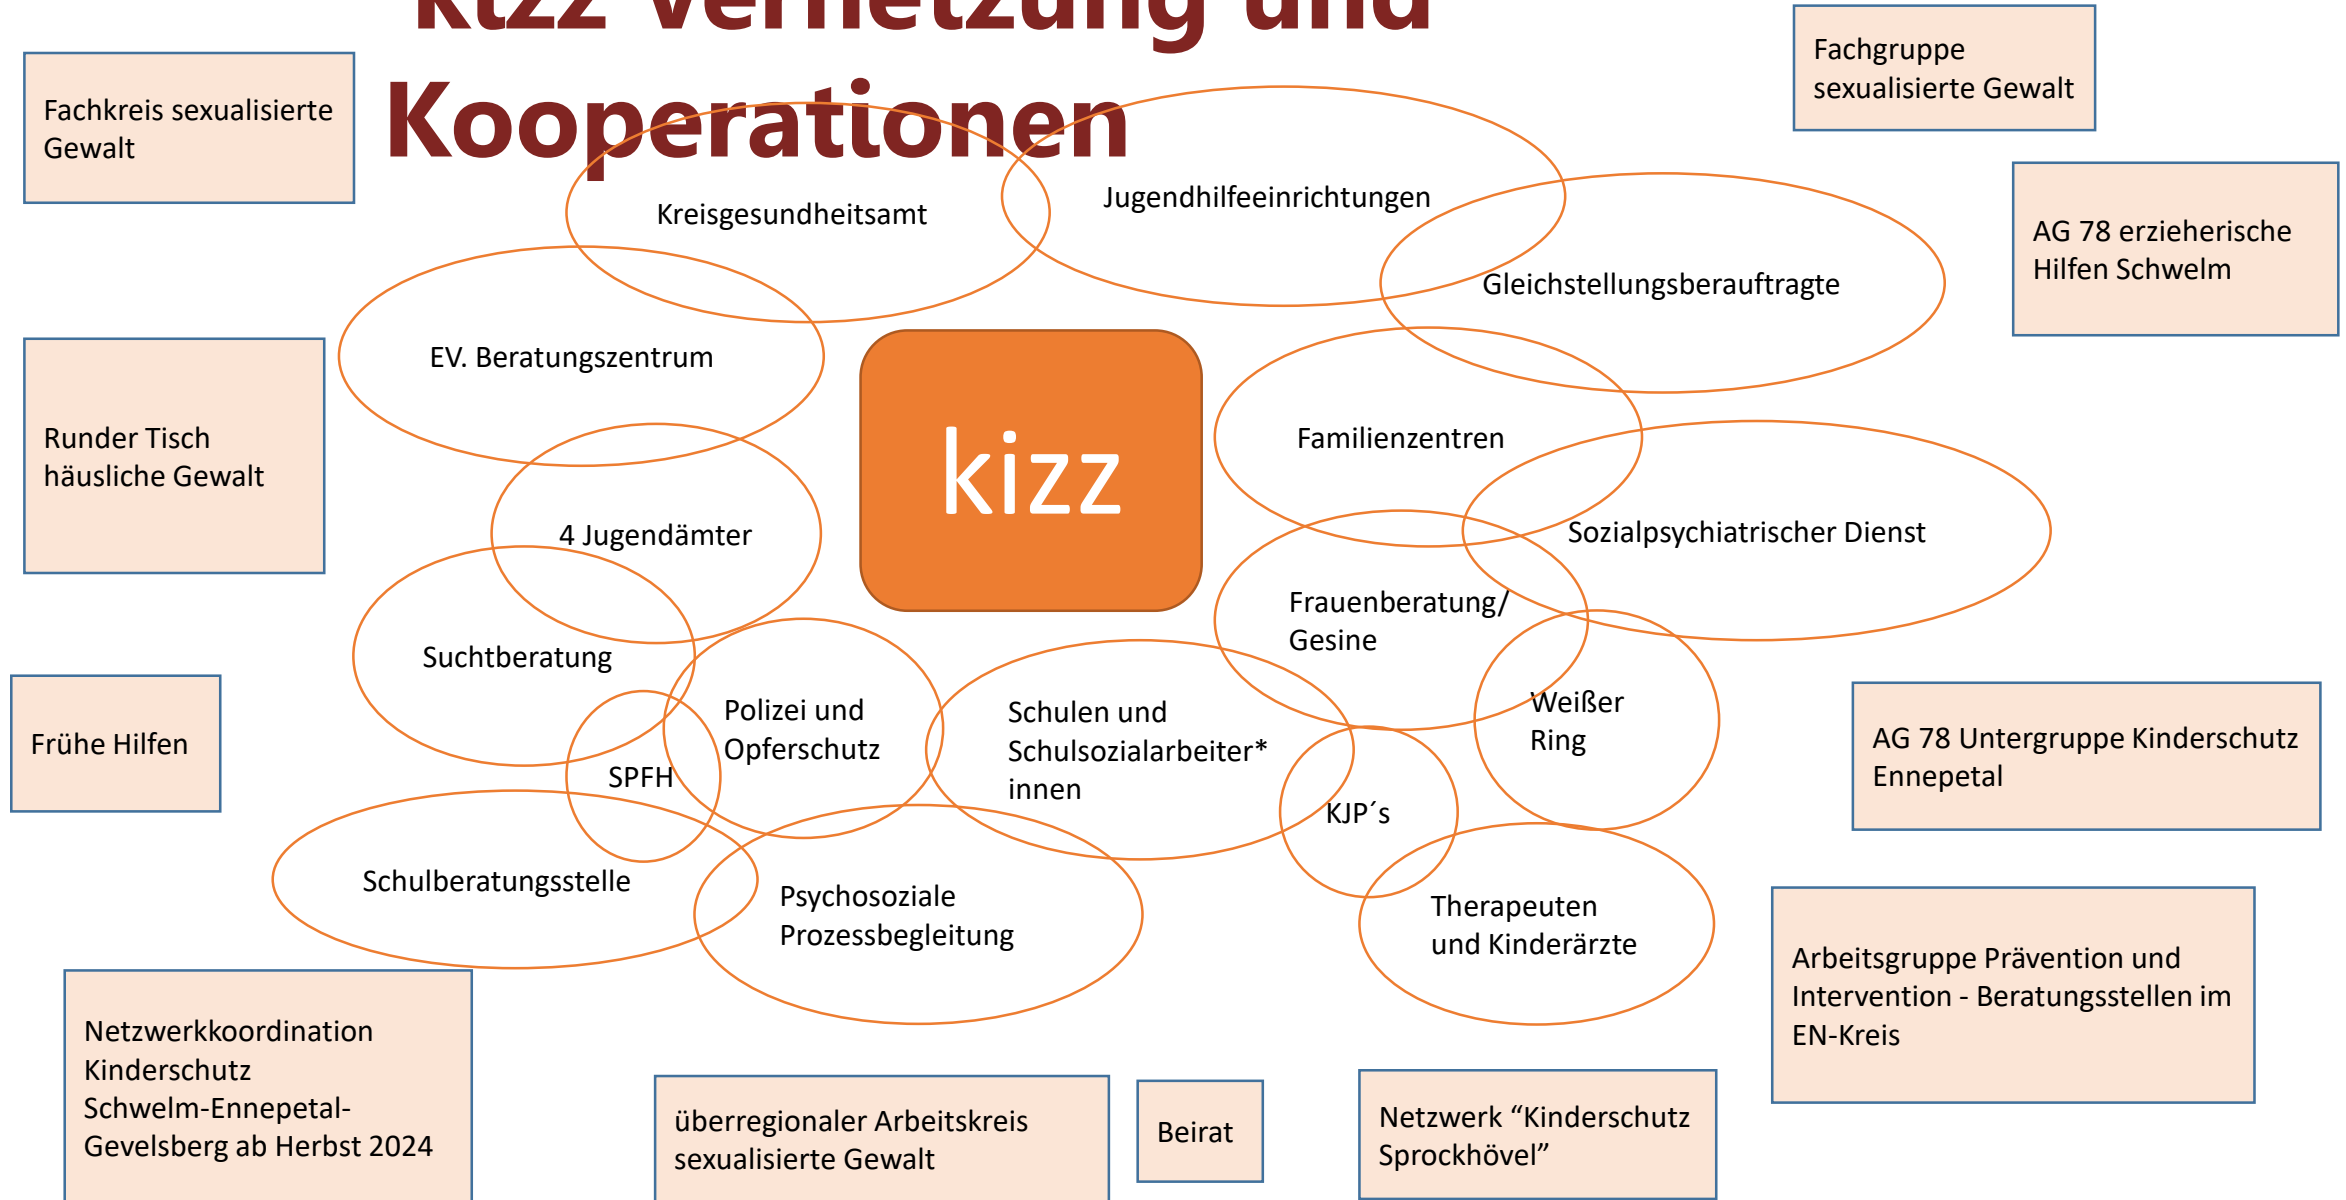 kizz Vernetzung und
Kooperationen
Fachkreis sexualisierte
Gewalt
Fachgruppe
sexualisierte Gewalt
Kreisgesundheitsamt
Jugendhilfeeinrichtungen
Gleichstellungsberauftragte
AG 78 erzieherische
Hilfen Schwelm
EV. Beratungszentrum
kizz
Familienzentren
Runder Tisch
häusliche Gewalt
4 Jugendämter
Sozialpsychiatrischer Dienst
Frauenberatung/
Gesine
Suchtberatung
Polizei und
Opferschutz
Schulen und
Schulsozialarbeiter*
innen
Weißer
Ring
Frühe Hilfen
SPFH
KJP´s
AG 78 Untergruppe Kinderschutz
Ennepetal
Schulberatungsstelle
Psychosoziale
Prozessbegleitung
Therapeuten
und Kinderärzte
Arbeitsgruppe Prävention und
Intervention - Beratungsstellen im
EN-Kreis
Netzwerkkoordination
Kinderschutz
Schwelm-Ennepetal-
Gevelsberg ab Herbst 2024
überregionaler Arbeitskreis
sexualisierte Gewalt
Beirat
Netzwerk “Kinderschutz
Sprockhövel”